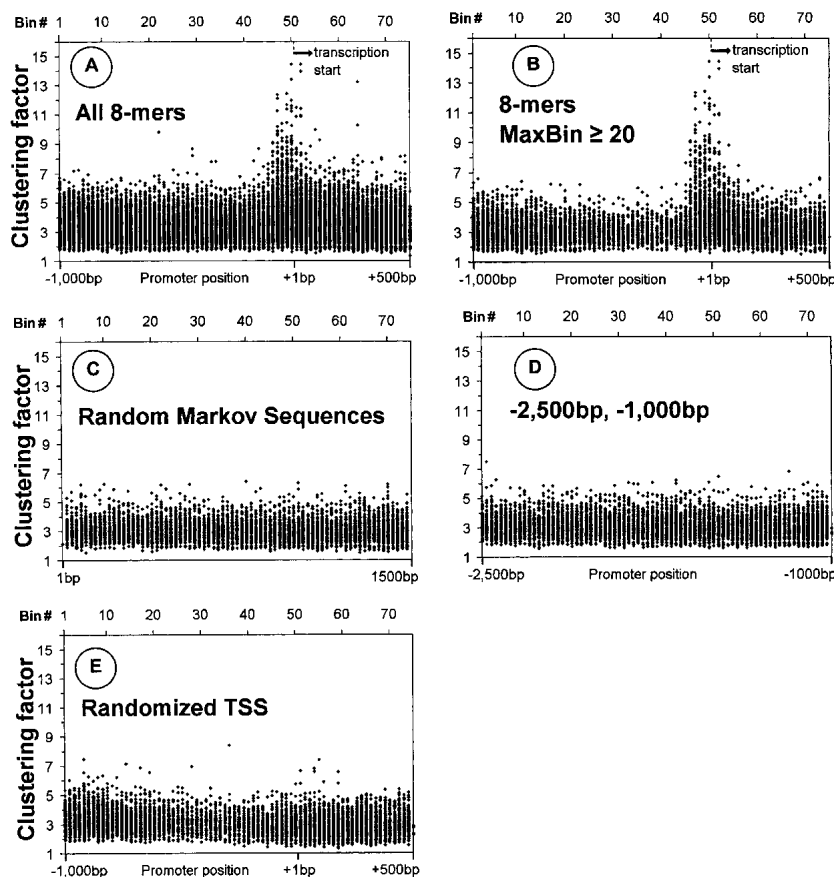 Bin # 1 10 20 30 40 50 60 70
A
transcription
start
All 8-mers
Clustering factor
15
13
11
9
7
5
3
1
-1,000bp Promoter position +1bp +500bp
Bin # 1 10 20 30 40 50 60 70
B
transcription
start
8-mers
MaxBin ≥ 20
15
13
11
9
7
5
3
1
-1,000bp Promoter position +1bp +500bp
Bin # 1 10 20 30 40 50 60 70
C
Random Markov Sequences
Clustering factor
15
13
11
9
7
5
3
1
1bp 1500bp
Bin # 10 20 30 40 50 60 70
D
-2,500bp, -1,000bp
15
13
11
9
7
5
3
1
-2,500bp Promoter position -1000bp
Bin # 1 10 20 30 40 50 60 70
E
Randomized TSS
Clustering factor
15
13
11
9
7
5
3
1
-1,000bp Promoter position +1bp +500bp